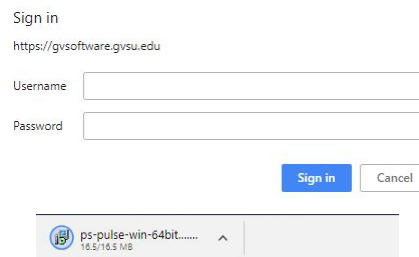 Sign in
https://gvsoftware.gvsu.edu
Username
Password
Sign in Cancel
ps-pulse-win-64bit.......
16.5/16.5 MB